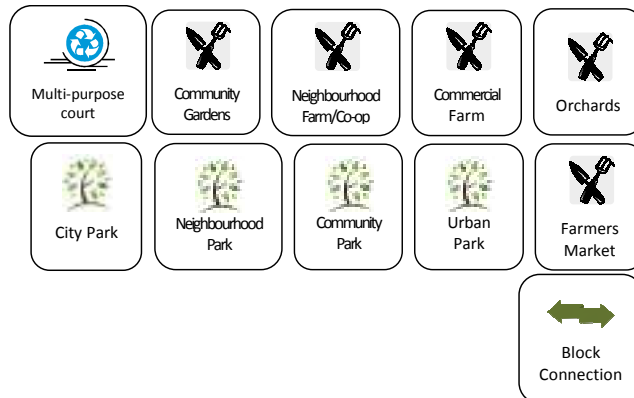 Multi-purpose
court
Community
Gardens
Neighbourhood
Farm/Co-op
Commercial
Farm
Orchards
City Park
Neighbourhood
Park
Community
Park
Urban
Park
Farmers
Market
Block
Connection